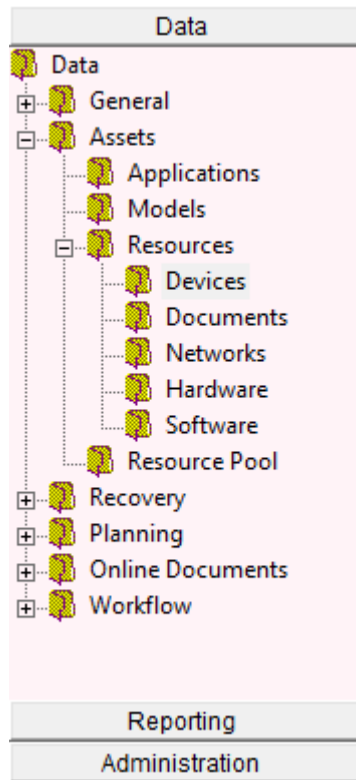 Data
Data
General
Assets
Applications
Models
Resources
Devices
Documents
Networks
Hardware
Software
Resource Pool
Recovery
Planning
Online Documents
Workflow
Reporting
Administration